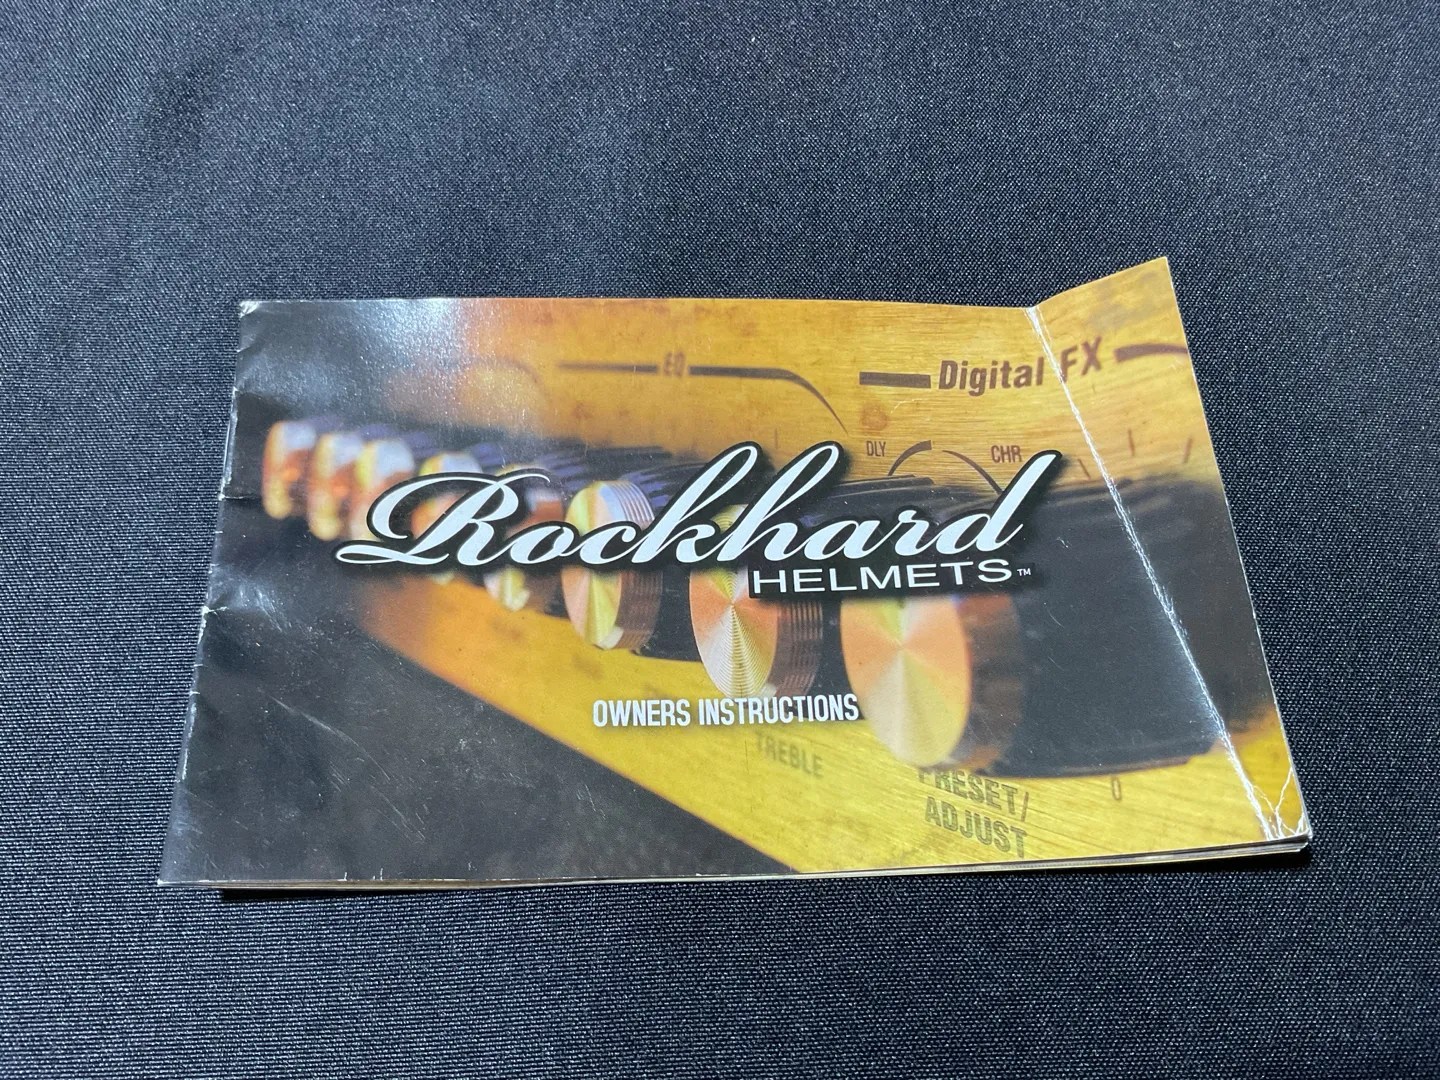 EQ
Digital FX
DLY
CHR
Rockhard
HELMETS™
OWNERS INSTRUCTIONS
TREBLE
PRESET/
ADJUST
0